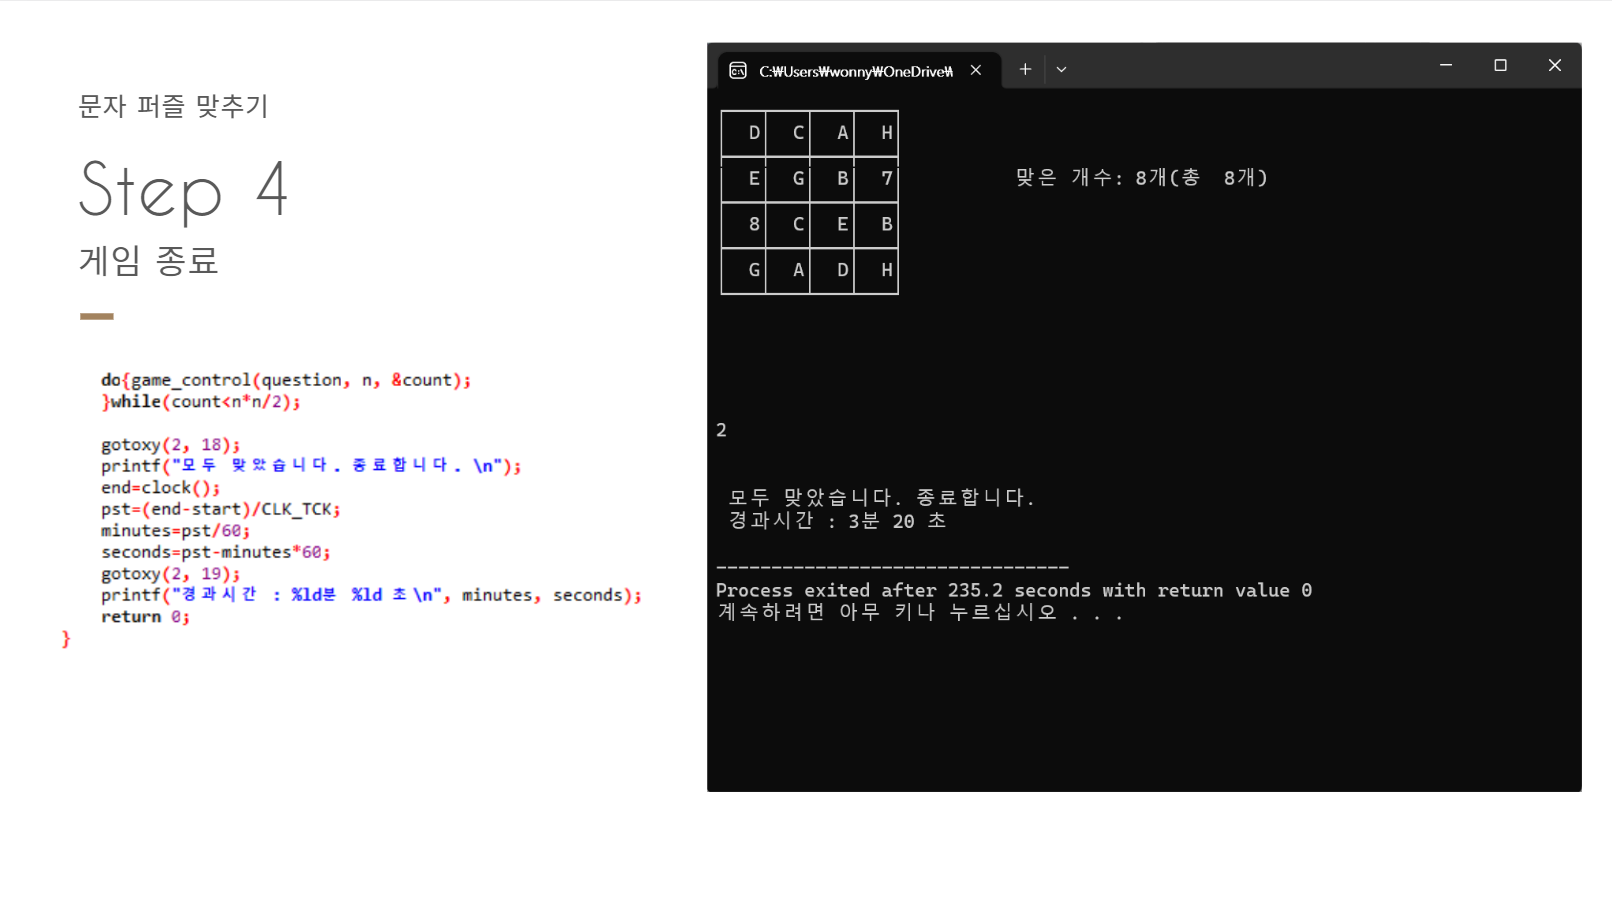 문자 퍼즐 맞추기
Step 4
게임 종료
do{game_control(question, n, &count);
}while(count<n*n/2);
gotoxy(2, 18);
printf("모두 맞았습니다. 종료합니다. \n");
end=clock();
pst=(end-start)/CLK_TCK;
minutes=pst/60;
seconds=pst-minutes*60;
gotoxy(2, 19);
printf("경과시간 : %ld분 %ld 초\n", minutes, seconds);
return 0;
}
C:₩Users₩wonny₩OneDrive₩
D C A H
E G B 7
8 C E B
G A D H
맞은 개수: 8개(총 8개)
2
모두 맞았습니다. 종료합니다.
경과시간 : 3분 20 초
--------------------------------
Process exited after 235.2 seconds with return value 0
계속하려면 아무 키나 누르십시오 . . .